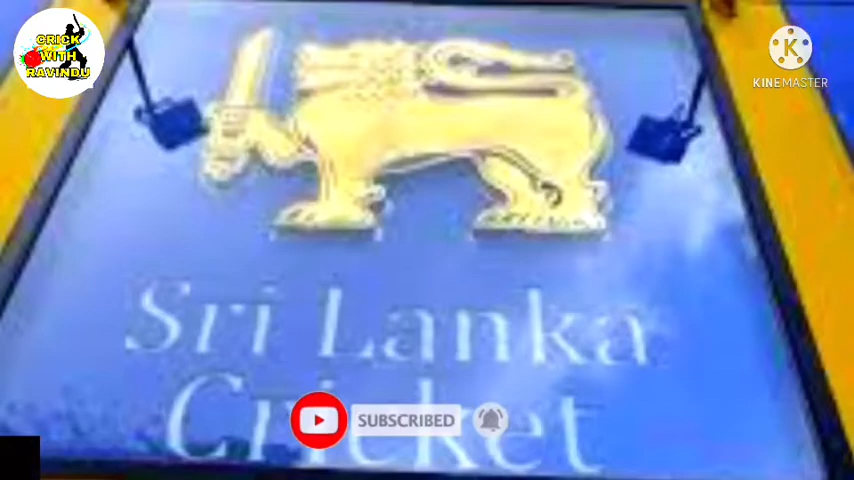 CRICK
WITH
RAVINDU
K
KINEMASTER
Sri Lanka
Cricket
SUBSCRIBED